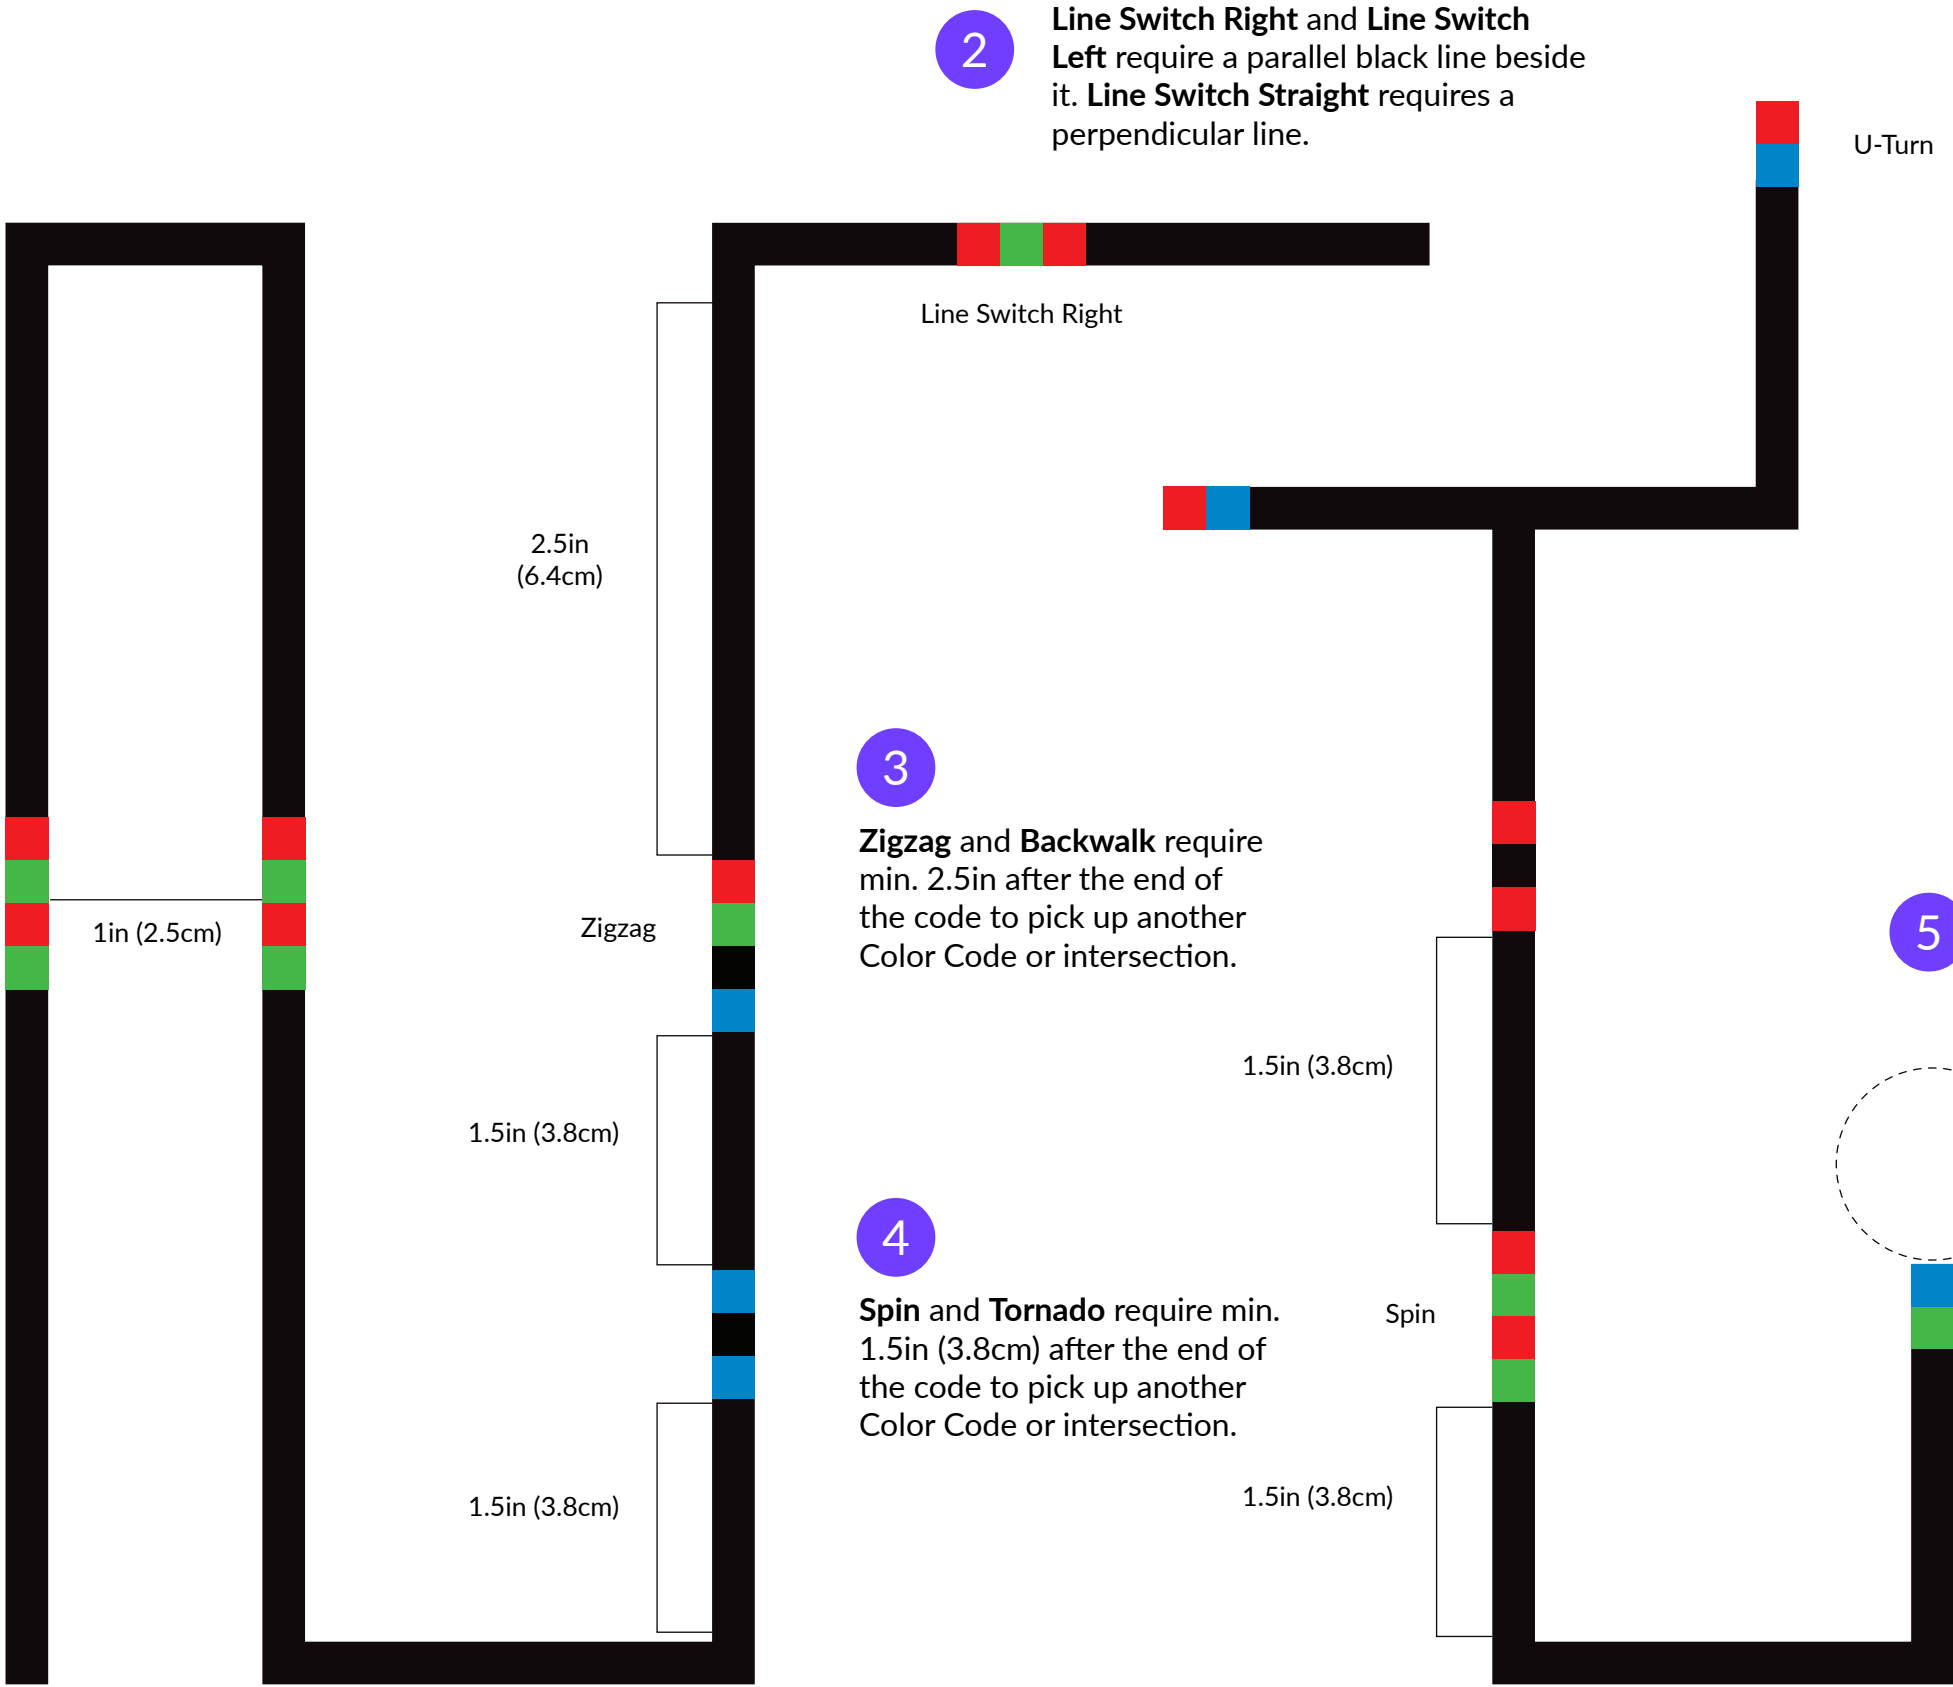 2
Line Switch Right and Line Switch
Left require a parallel black line beside
it. Line Switch Straight requires a
perpendicular line.
U-Turn
Line Switch Right
2.5in
(6.4cm)
3
Zigzag and Backwalk require
min. 2.5in after the end of
the code to pick up another
Color Code or intersection.
Zigzag
1in (2.5cm)
5
1.5in (3.8cm)
1.5in (3.8cm)
4
Spin and Tornado require min.
1.5in (3.8cm) after the end of
the code to pick up another
Color Code or intersection.
Spin
1.5in (3.8cm)
1.5in (3.8cm)